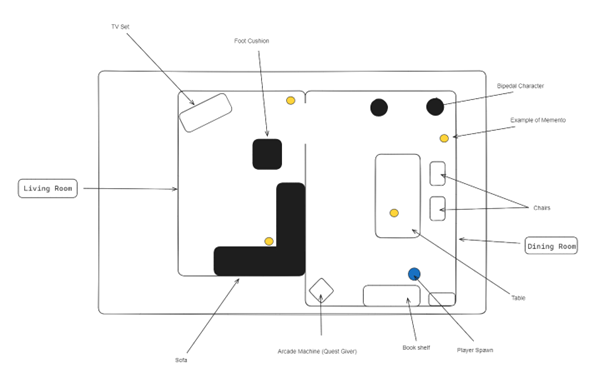 TV Set
Foot Cushion
Bipedal Character
Example of Memento
Living Room
Chairs
Dining Room
Table
Sofa
Arcade Machine (Quest Giver)
Book shelf
Player Spawn